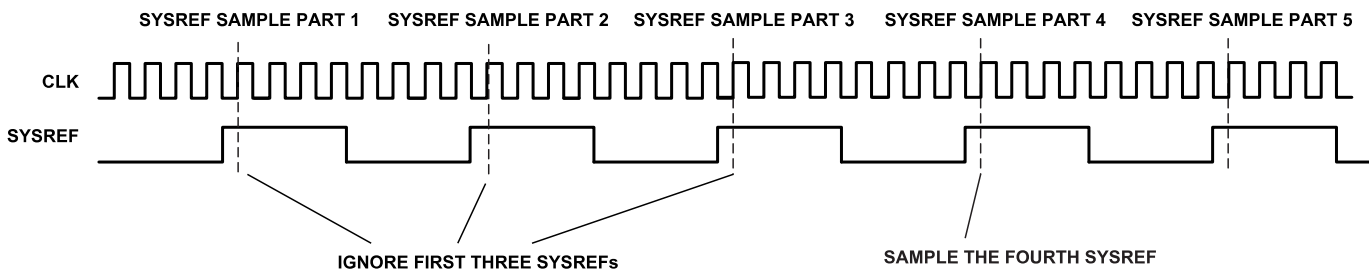 SYSREF SAMPLE PART 1
SYSREF SAMPLE PART 2
SYSREF SAMPLE PART 3
SYSREF SAMPLE PART 4
SYSREF SAMPLE PART 5
CLK
SYSREF
IGNORE FIRST THREE SYSREFs
SAMPLE THE FOURTH SYSREF